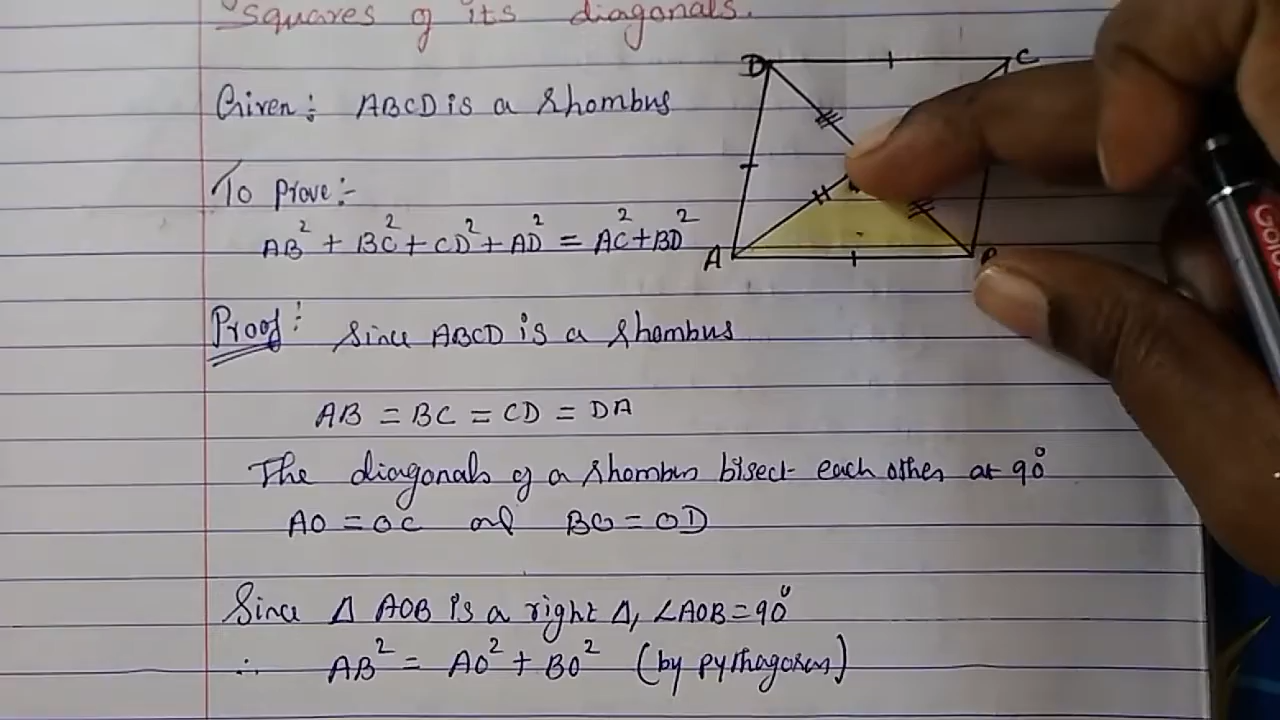 squares of its diagonals.
D C
Given: ABCD is a rhombus
To Prove:-
AB² + BC² + CD² + AD² = AC² + BD²
A
Proof: Since ABCD is a rhombus
AB = BC = CD = DA
The diagonals of a rhombus bisect each other at 90°
AO = OC and BO = OD
Since Δ AOB is a right Δ, ∠AOB = 90°
∴ AB² = AO² + BO² (by pythagoras)